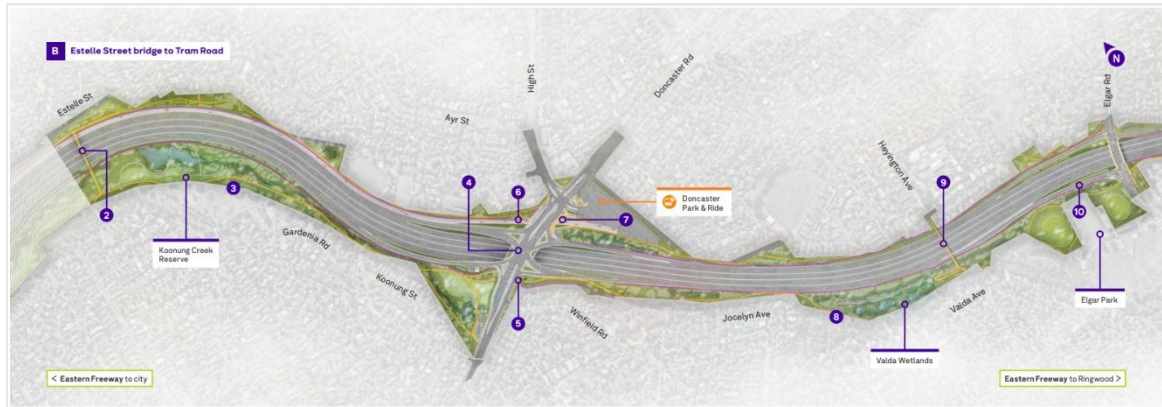 B Estelle Street bridge to Tram Road
High St
Doncaster Rd
N
Elgar Rd
Estelle St
Ayr St
Heyington Ave
2
3
4
6
7
Doncaster
Park & Ride
9
10
Koonung Creek
Reserve
Gardenia Rd
Koonung St
5
Winfield Rd
Jocelyn Ave
8
Valda Ave
Elgar Park
Valda Wetlands
< Eastern Freeway to city
Eastern Freeway to Ringwood >